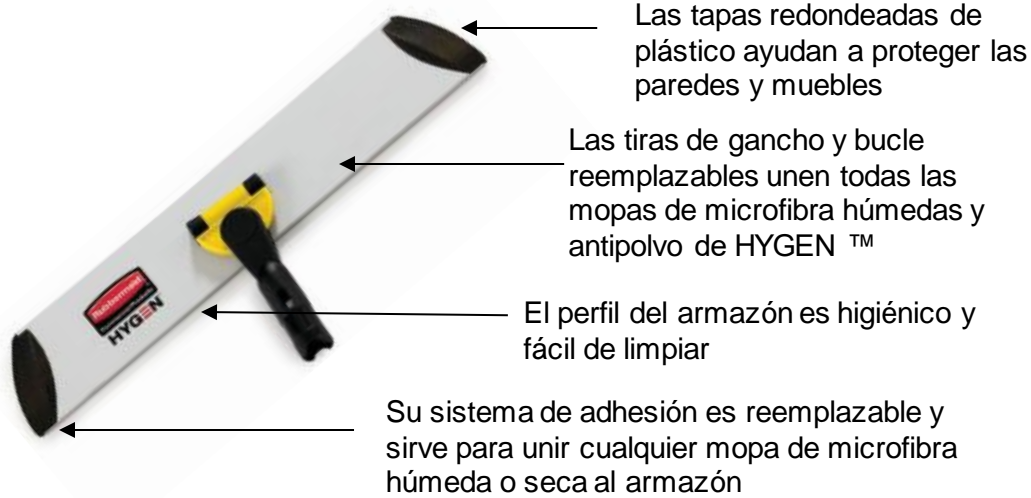 Las tapas redondeadas de
plástico ayudan a proteger las
paredes y muebles
Las tiras de gancho y bucle
reemplazables unen todas las
mopas de microfibra húmedas y
antipolvo de HYGEN ™
El perfil del armazón es higiénico y
fácil de limpiar
Su sistema de adhesión es reemplazable y
sirve para unir cualquier mopa de microfibra
húmeda o seca al armazón
Rubbermaid
HYGEN